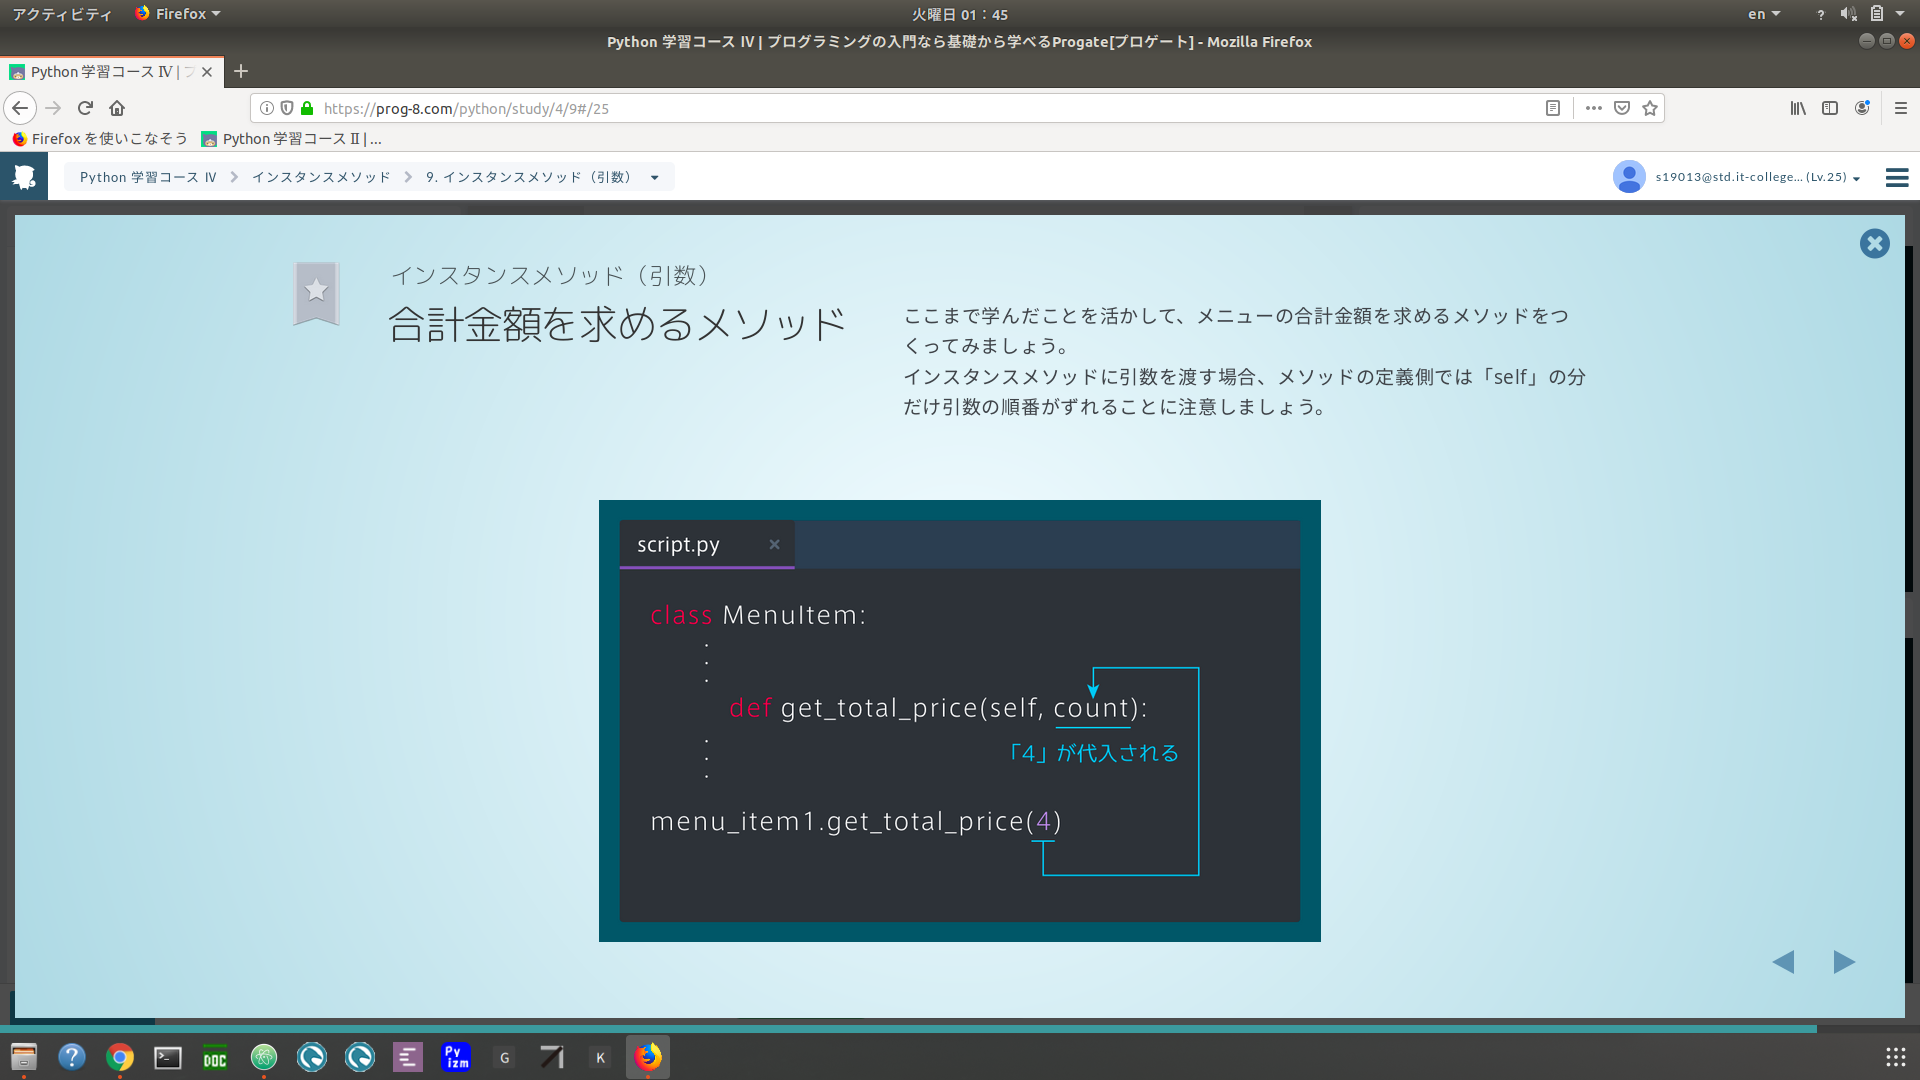 アクティビティ
Firefox
火曜日 01：45
en
Python 学習コース Ⅳ | プログラミングの入門なら基礎から学べるProgate[プロゲート] - Mozilla Firefox
Python 学習コース Ⅳ |
https://prog-8.com/python/study/4/9#/25
Firefox を使いこなそう
Python 学習コース Ⅱ | ...
Python 学習コース Ⅳ
インスタンスメソッド
9. インスタンスメソッド（引数）
s19013@std.it-college... (Lv.25)
インスタンスメソッド（引数）
合計金額を求めるメソッド
ここまで学んだことを活かして、メニューの合計金額を求めるメソッドをつ
くってみましょう。
インスタンスメソッドに引数を渡す場合、メソッドの定義側では「self」の分
だけ引数の順番がずれることに注意しましょう。
script.py
class MenuItem:
def get_total_price(self, count):
「4」が代入される
menu_item1.get_total_price(4)
DOC
Py
izm
G
K